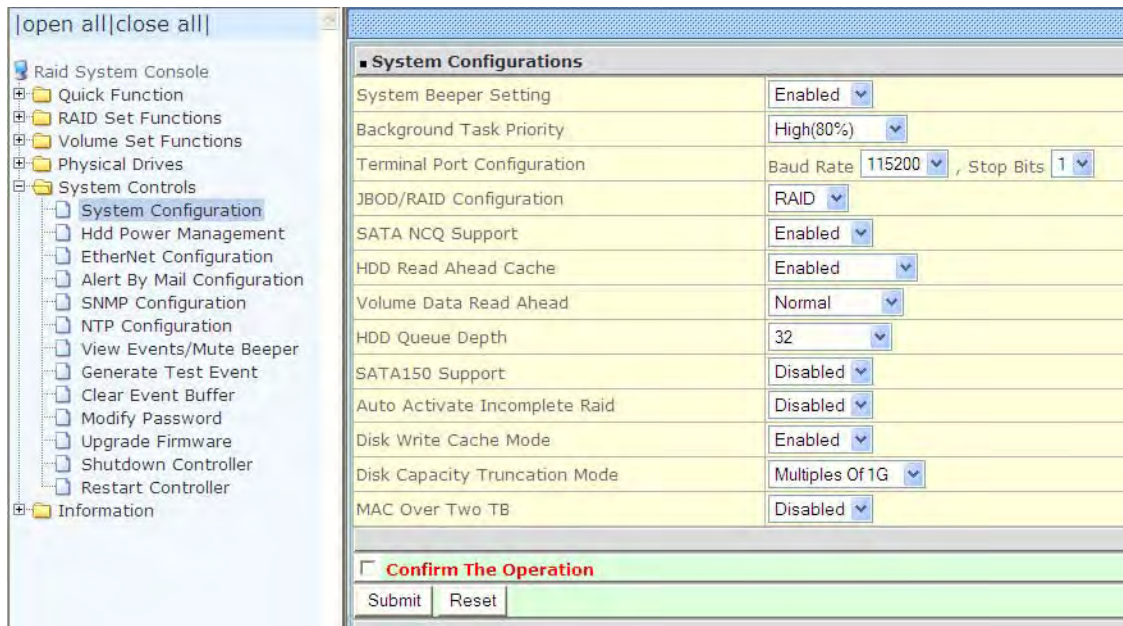 |open all|close all|
Raid System Console
Quick Function
RAID Set Functions
Volume Set Functions
Physical Drives
System Controls
System Configuration
Hdd Power Management
EtherNet Configuration
Alert By Mail Configuration
SNMP Configuration
NTP Configuration
View Events/Mute Beeper
Generate Test Event
Clear Event Buffer
Modify Password
Upgrade Firmware
Shutdown Controller
Restart Controller
Information
System Configurations
System Beeper Setting Enabled
Background Task Priority High(80%)
Terminal Port Configuration Baud Rate 115200 , Stop Bits 1
JBOD/RAID Configuration RAID
SATA NCQ Support Enabled
HDD Read Ahead Cache Enabled
Volume Data Read Ahead Normal
HDD Queue Depth 32
SATA150 Support Disabled
Auto Activate Incomplete Raid Disabled
Disk Write Cache Mode Enabled
Disk Capacity Truncation Mode Multiples Of 1G
MAC Over Two TB Disabled
Confirm The Operation
Submit Reset